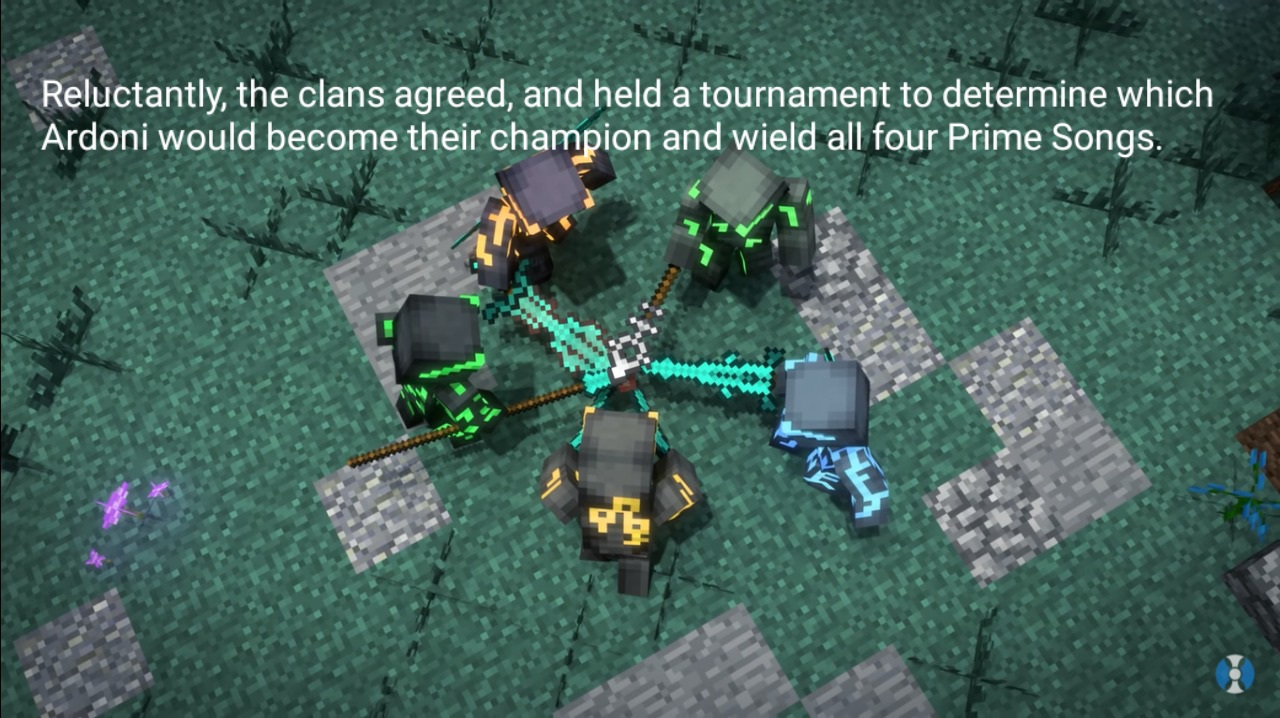 Reluctantly, the clans agreed, and held a tournament to determine which
Ardoni would become their champion and wield all four Prime Songs.